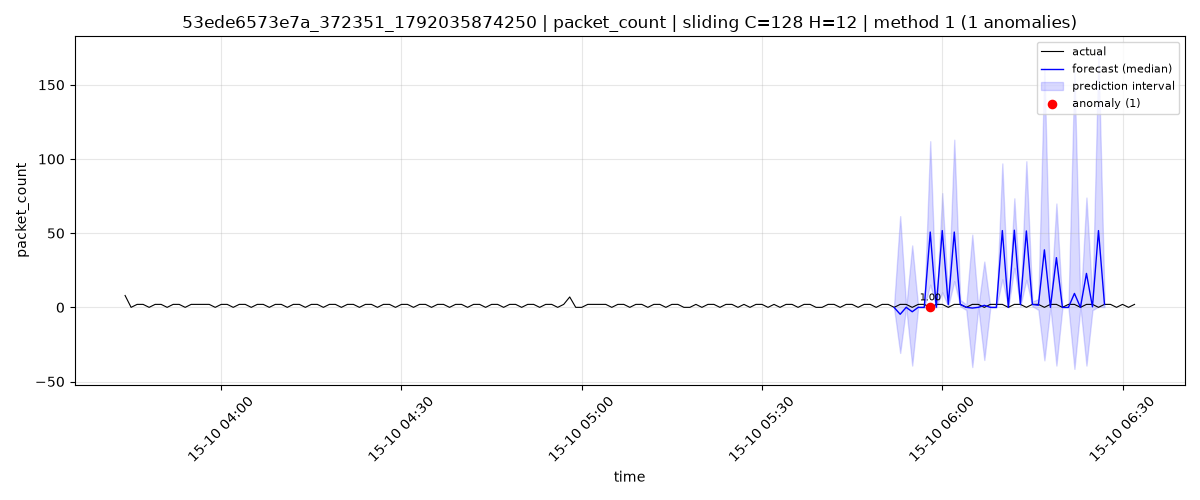 53ede6573e7a_372351_1792035874250 | packet_count | sliding C=128 H=12 | method 1 (1 anomalies)
actual
forecast (median)
prediction interval
anomaly (1)
150
100
50
0
−50
packet_count
1.00
15-10 04:00
15-10 04:30
15-10 05:00
15-10 05:30
15-10 06:00
15-10 06:30
time